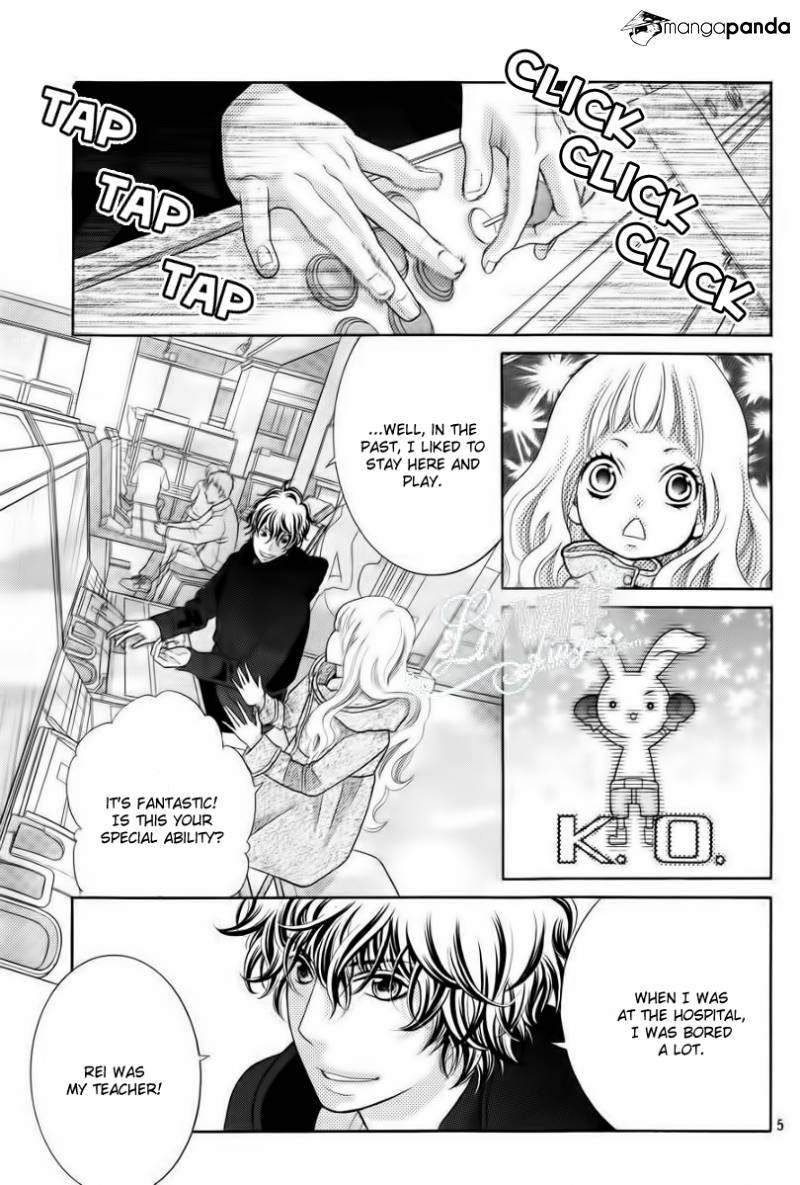 mangapanda
TAP
TAP
TAP
CLICK
CLICK
CLICK
...WELL, IN THE
PAST, I LIKED TO
STAY HERE AND
PLAY.
IT'S FANTASTIC!
IS THIS YOUR
SPECIAL ABILITY?
K.O.
WHEN I WAS
AT THE HOSPITAL,
I WAS BORED
A LOT.
REI WAS
MY TEACHER!
5